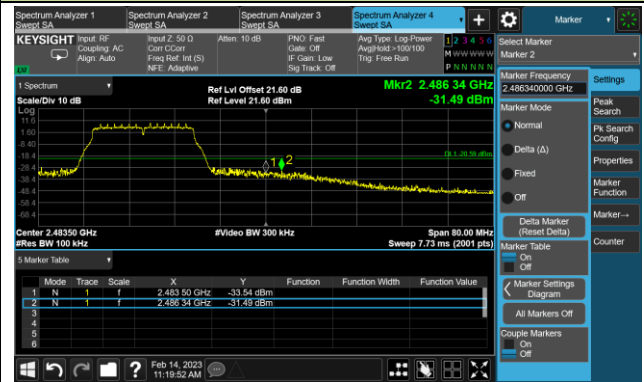 Spectrum Analyzer 1
Swept SA
Spectrum Analyzer 2
Swept SA
Spectrum Analyzer 3
Swept SA
Spectrum Analyzer 4
Swept SA
Marker
KEYSIGHT
Input: RF
Coupling: AC
Align: Auto
Input Z: 50 Ω
Corr CCorr
Freq Ref: Int (S)
NFE: Adaptive
Atten: 10 dB
PNO: Fast
Gate: Off
IF Gain: Low
Sig Track: Off
Avg Type: Log-Power
Avg|Hold >100/100
Trig: Free Run
1 2 3 4 5 6
M W W W W W
P N N N N N
LNI
Select Marker
Marker 2
1 Spectrum
Scale/Div 10 dB
Ref Lvl Offset 21.60 dB
Ref Level 21.60 dBm
Mkr2 2.486 34 GHz
-31.49 dBm
Log
11.6
1.60
-8.40
-18.4
-28.4
-38.4
-48.4
-58.4
-68.4
DL1 -20.59 dBm
1
2
Center 2.48350 GHz
#Res BW 100 kHz
#Video BW 300 kHz
Span 80.00 MHz
Sweep 7.73 ms (2001 pts)
5 Marker Table
Mode Trace Scale X Y Function Function Width Function Value
1 N 1 f 2.483 50 GHz -33.54 dBm
2 N 1 f 2.486 34 GHz -31.49 dBm
3
4
5
6
Marker Frequency
2.486340000 GHz
Marker Mode
Normal
Delta (Δ)
Fixed
Off
Delta Marker
(Reset Delta)
Marker Table
On
Off
Marker Settings
Diagram
All Markers Off
Couple Markers
On
Off
Settings
Peak
Search
Pk Search
Config
Properties
Marker
Function
Marker→
Counter
?
Feb 14, 2023
11:19:52 AM